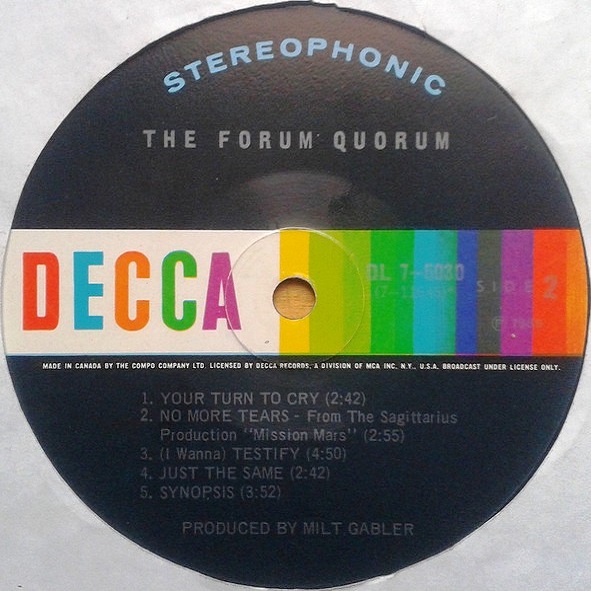 STEREOPHONIC
THE FORUM QUORUM
DECCA
DL 7-5030
SIDE 2
MADE IN CANADA BY THE COMPO COMPANY LTD. LICENSED BY DECCA RECORDS, A DIVISION OF MCA INC. N.Y., U.S.A. BROADCAST UNDER LICENSE ONLY.
1. YOUR TURN TO CRY (2:42)
2. NO MORE TEARS - From The Sagittarius
Production "Mission Mars" (2:55)
3. (I Wanna) TESTIFY (4:50)
4. JUST THE SAME (2:42)
5. SYNOPSIS (3:52)
PRODUCED BY MILT GABLER